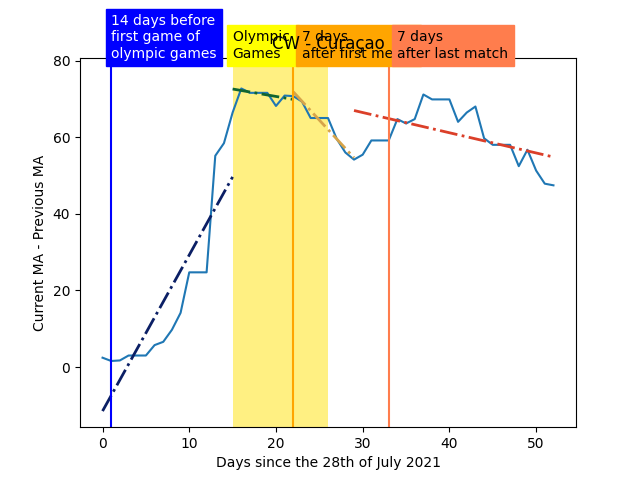 14 days before
first game of
olympic games
Olympic
Games
7 days
after first me
7 days
after last match
CW - Curaçao
Current MA - Previous MA
80
60
40
20
0
0 10 20 30 40 50
Days since the 28th of July 2021